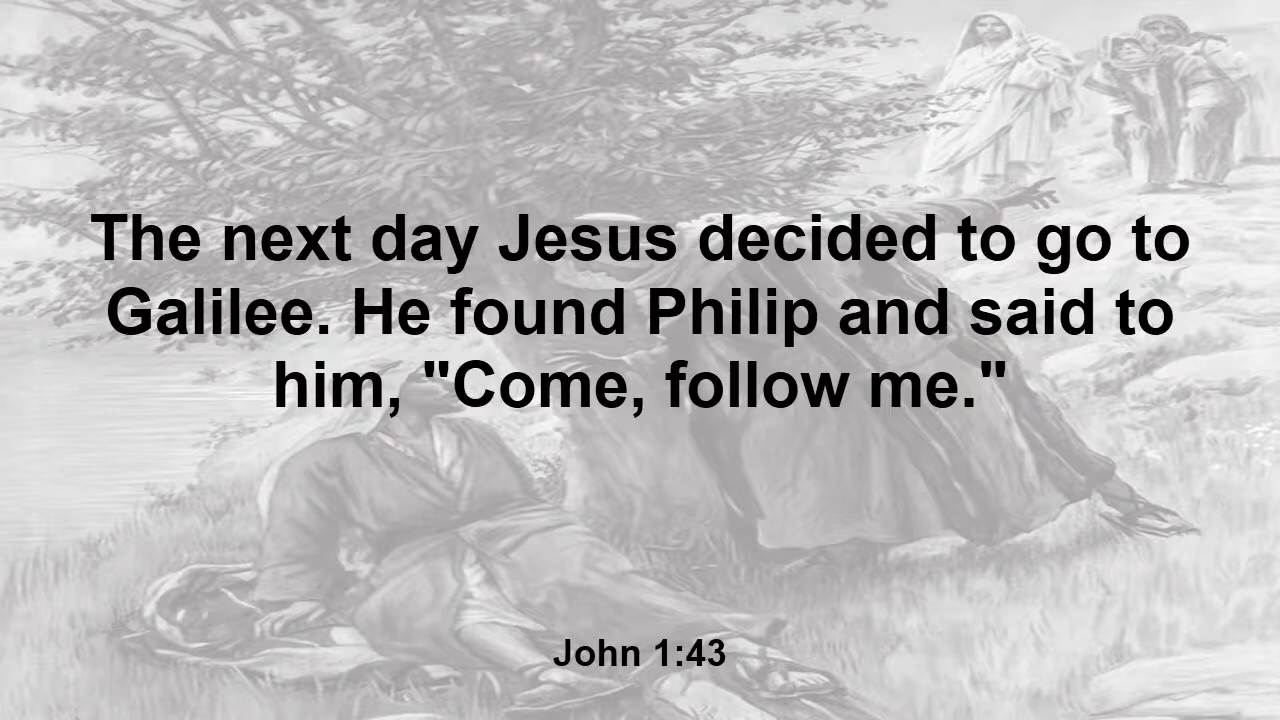 The next day Jesus decided to go to
Galilee. He found Philip and said to
him, "Come, follow me."
John 1:43